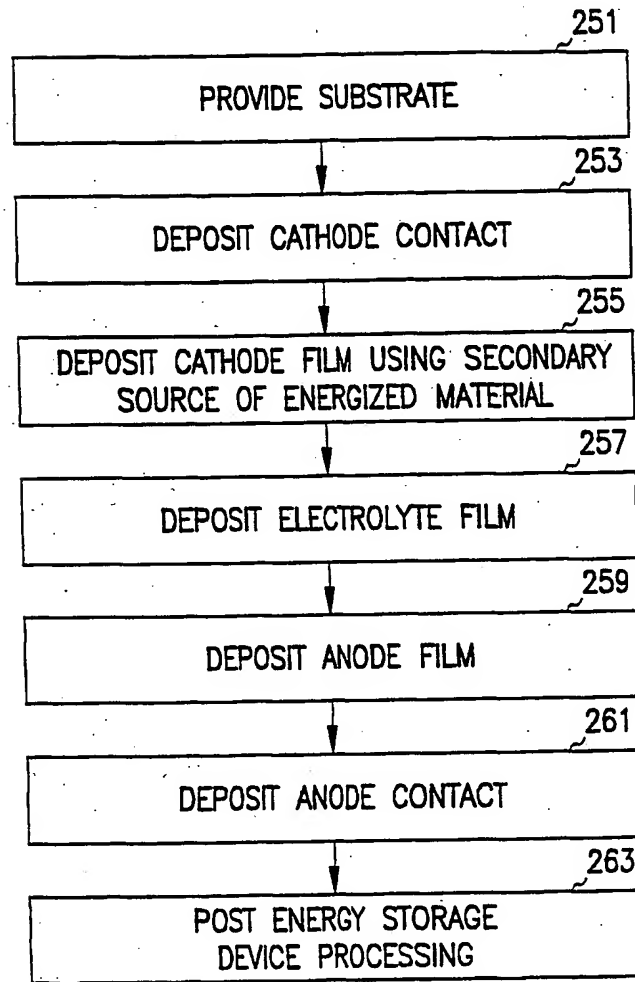 251
PROVIDE SUBSTRATE
253
DEPOSIT CATHODE CONTACT
255
DEPOSIT CATHODE FILM USING SECONDARY
SOURCE OF ENERGIZED MATERIAL
257
DEPOSIT ELECTROLYTE FILM
259
DEPOSIT ANODE FILM
261
DEPOSIT ANODE CONTACT
263
POST ENERGY STORAGE
DEVICE PROCESSING